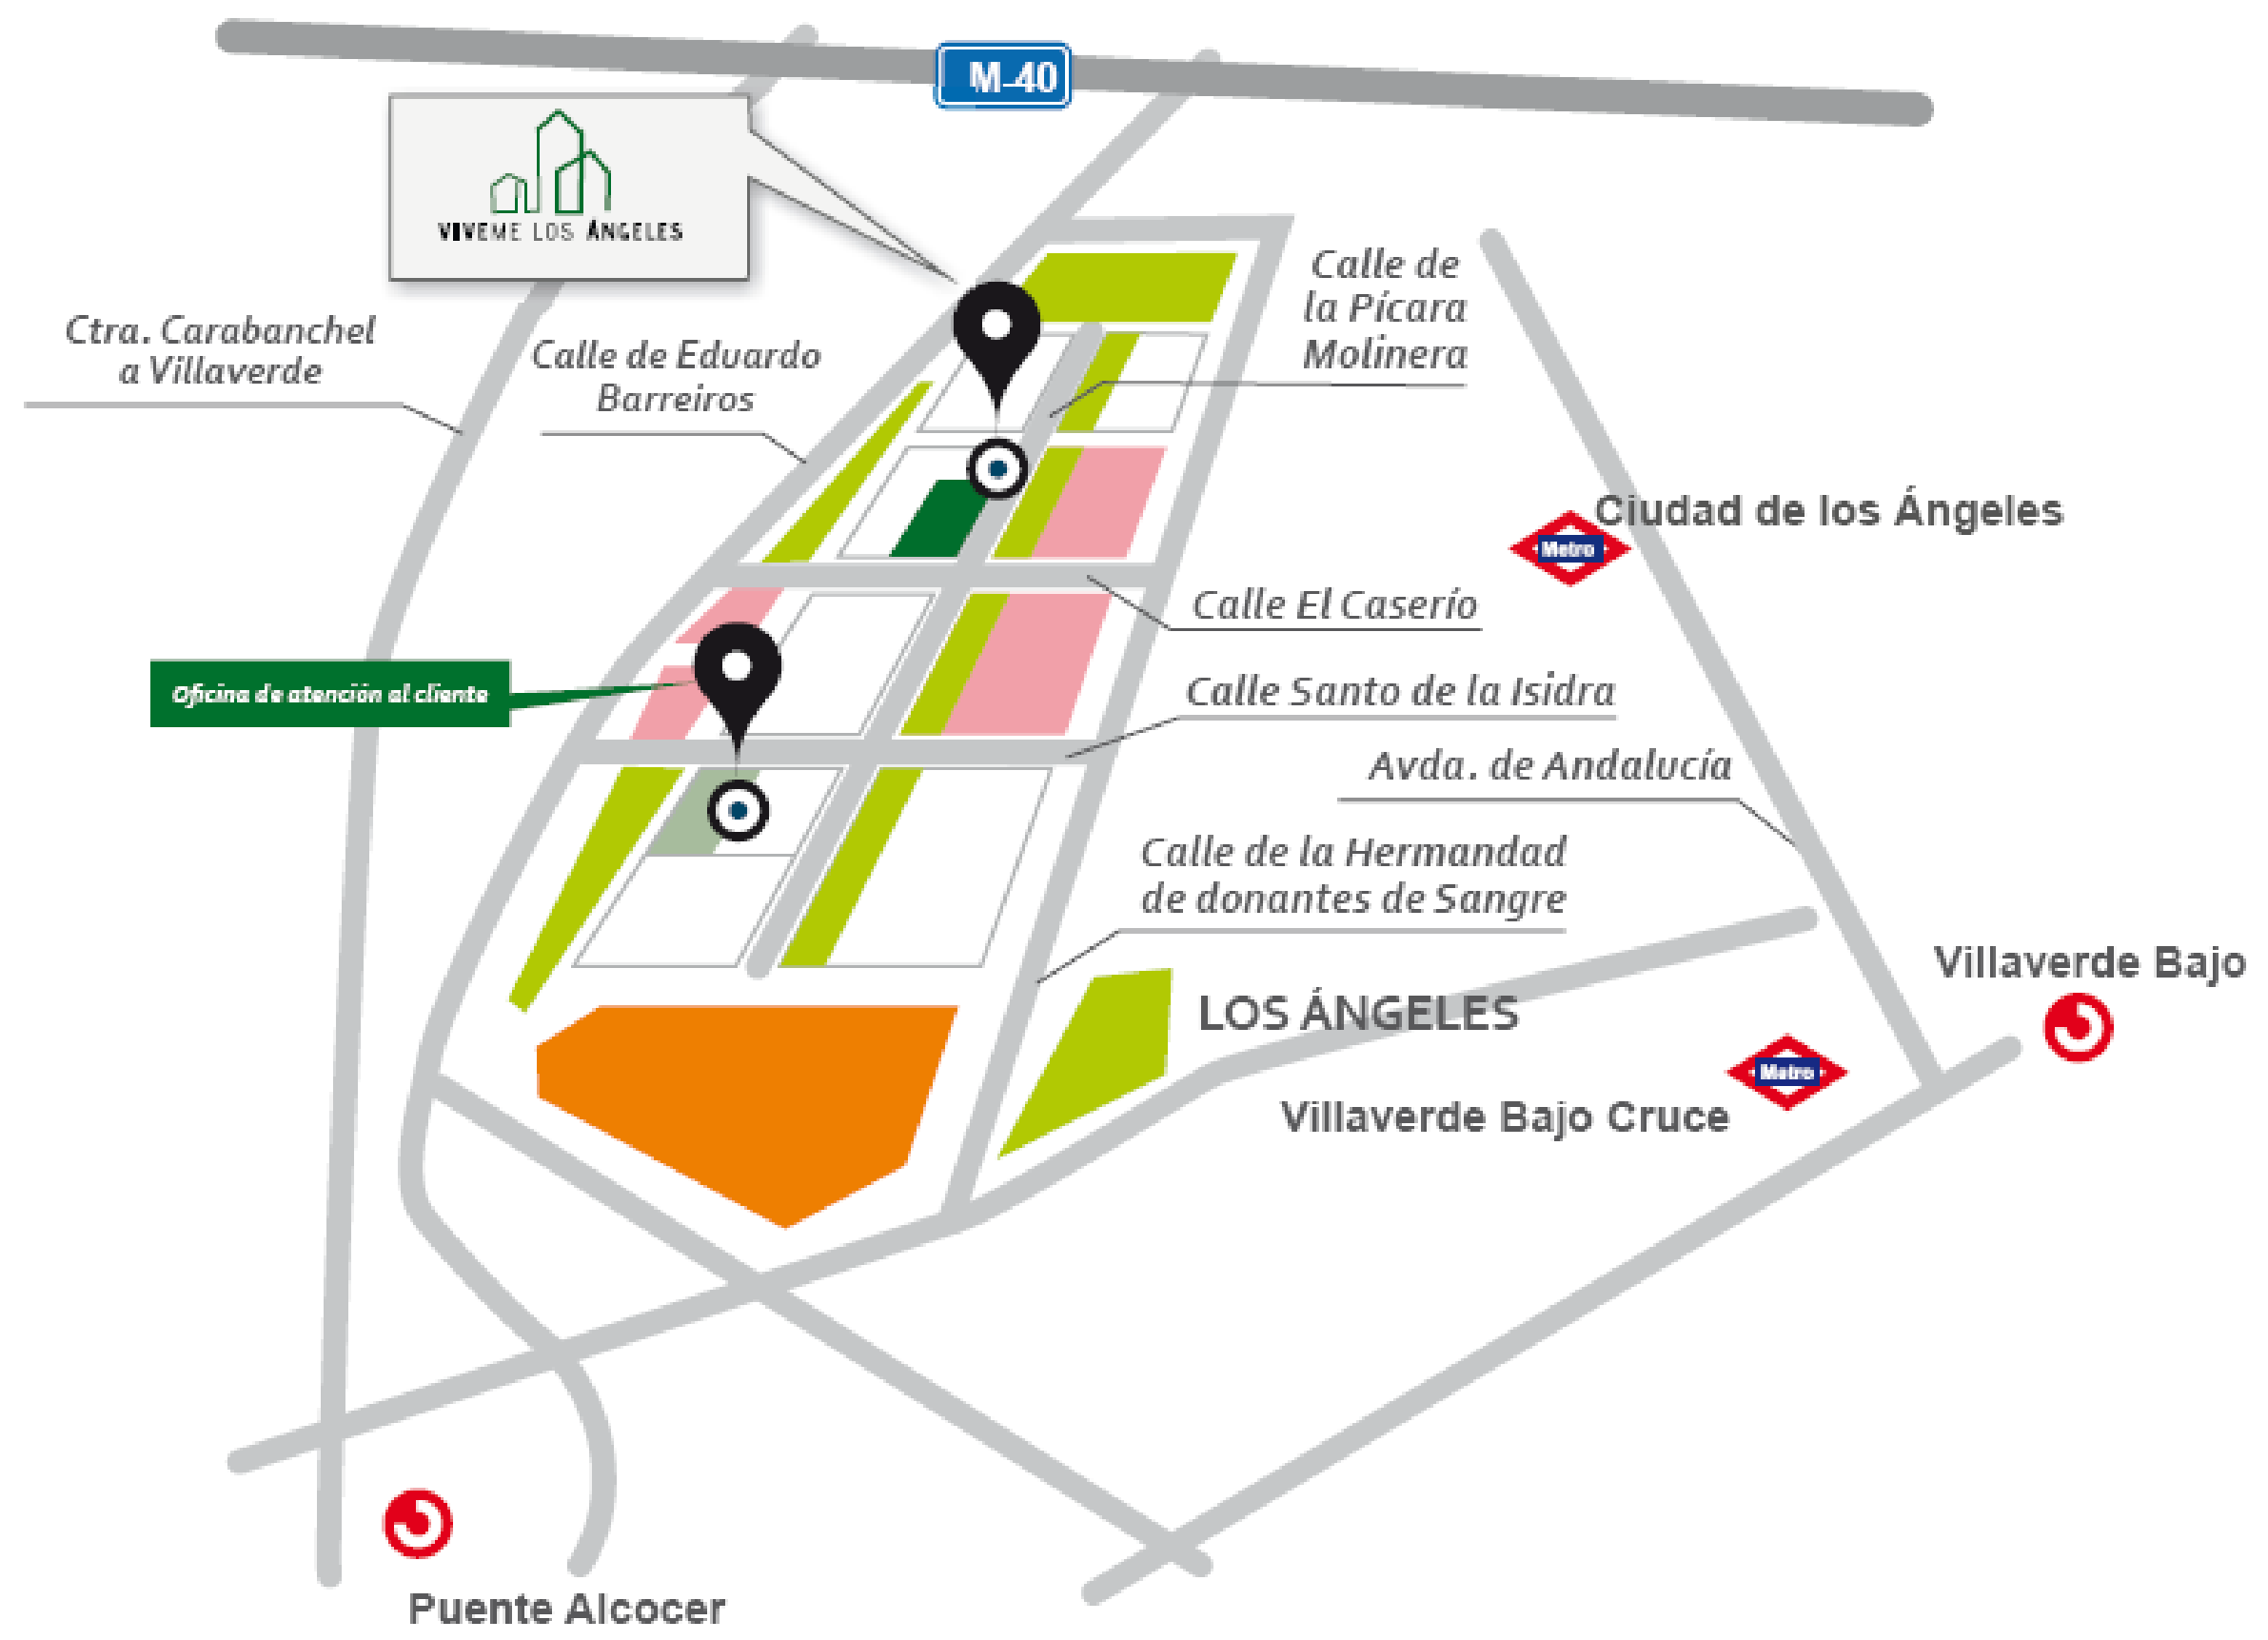 M-40
VIVEME LOS ÁNGELES
Calle de
la Pícara
Molinera
Ctra. Carabanchel
a Villaverde
Calle de Eduardo
Barreiros
Ciudad de los Ángeles
Metro
Calle El Caserío
Oficina de atención al cliente
Calle Santo de la Isidra
Avda. de Andalucía
Calle de la Hermandad
de donantes de Sangre
Villaverde Bajo
LOS ÁNGELES
Metro
Villaverde Bajo Cruce
Puente Alcocer